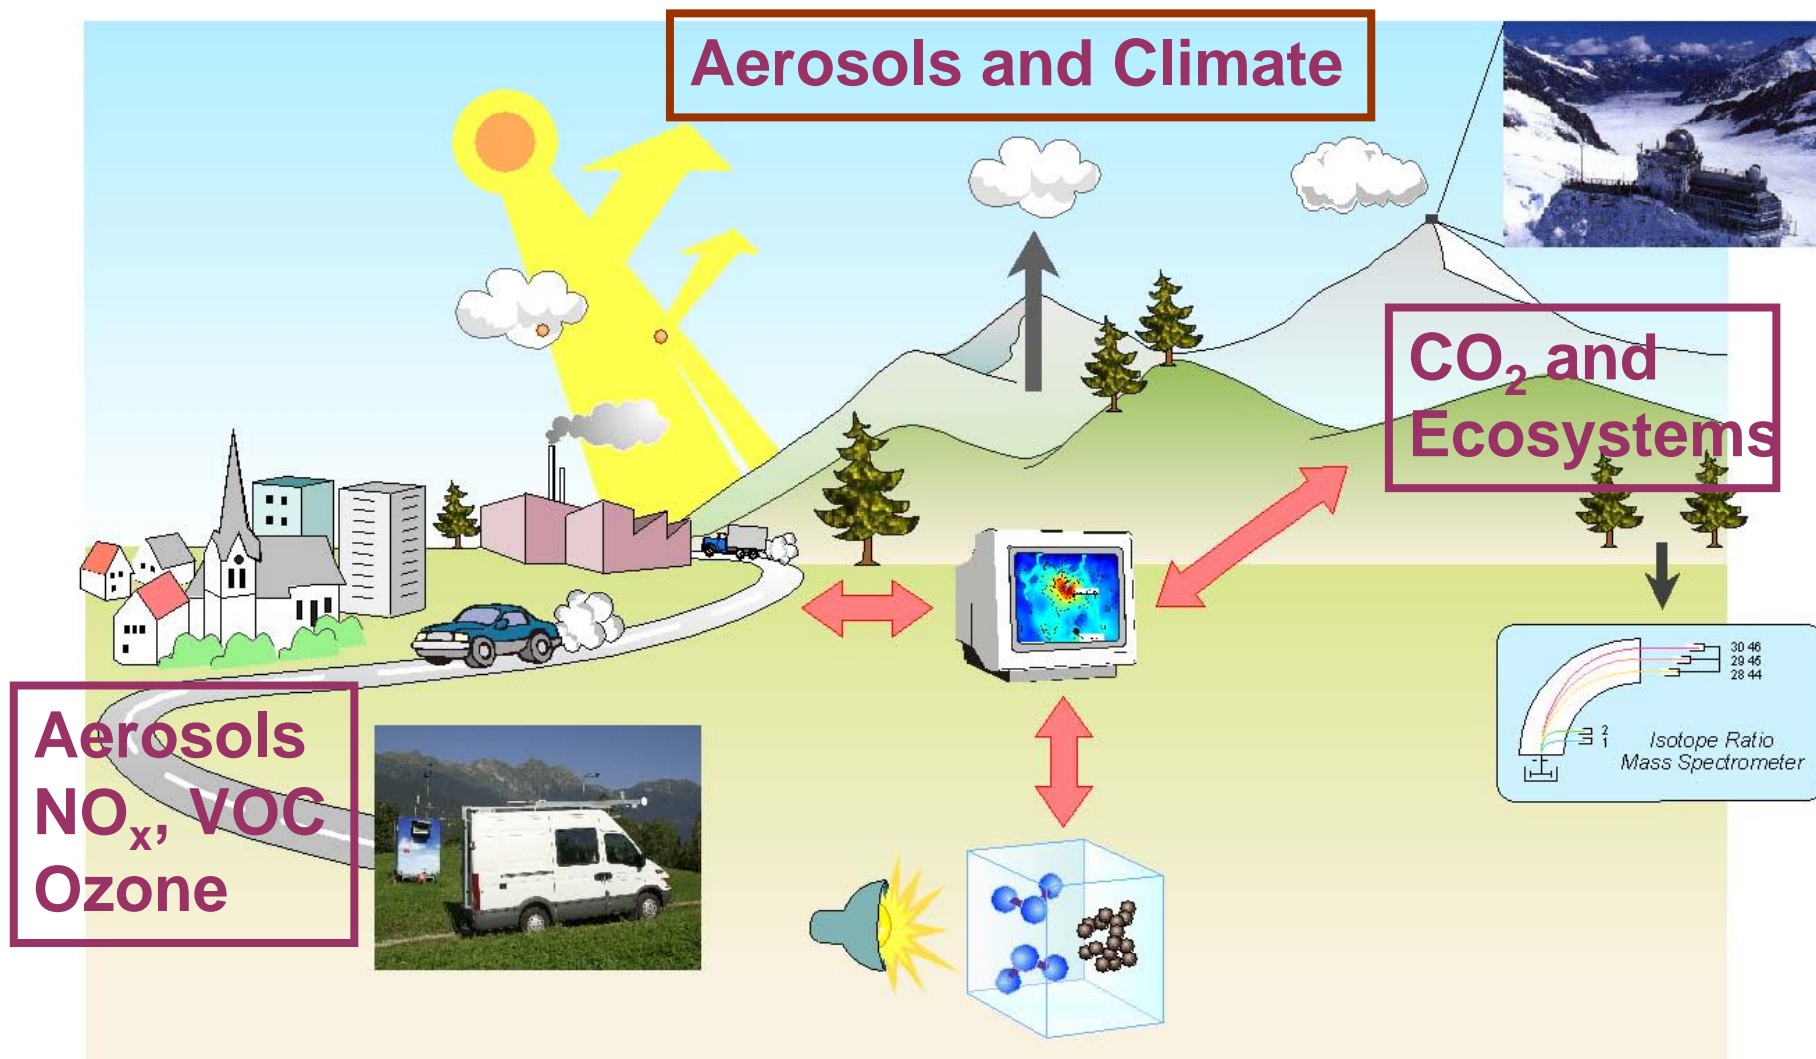 Aerosols and Climate
CO₂ and
Ecosystems
Aerosols
NOₓ, VOC
Ozone
30 46
29 45
28 44
2
1
Isotope Ratio
Mass Spectrometer